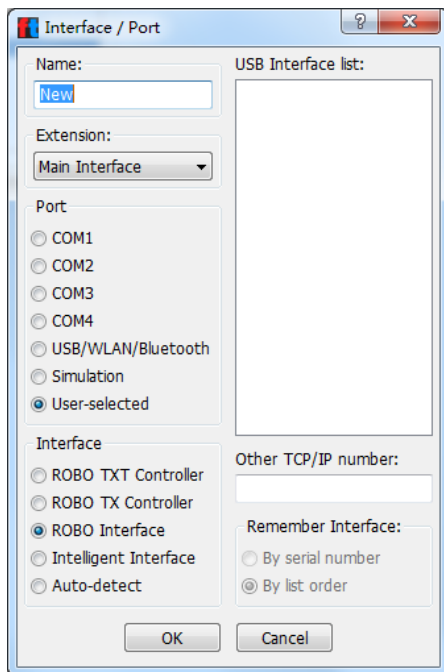 Interface / Port
?
Name:
New
Extension:
Main Interface
Port
COM1
COM2
COM3
COM4
USB/WLAN/Bluetooth
Simulation
User-selected
Interface
ROBO TXT Controller
ROBO TX Controller
ROBO Interface
Intelligent Interface
Auto-detect
USB Interface list:
Other TCP/IP number:
Remember Interface:
By serial number
By list order
OK
Cancel